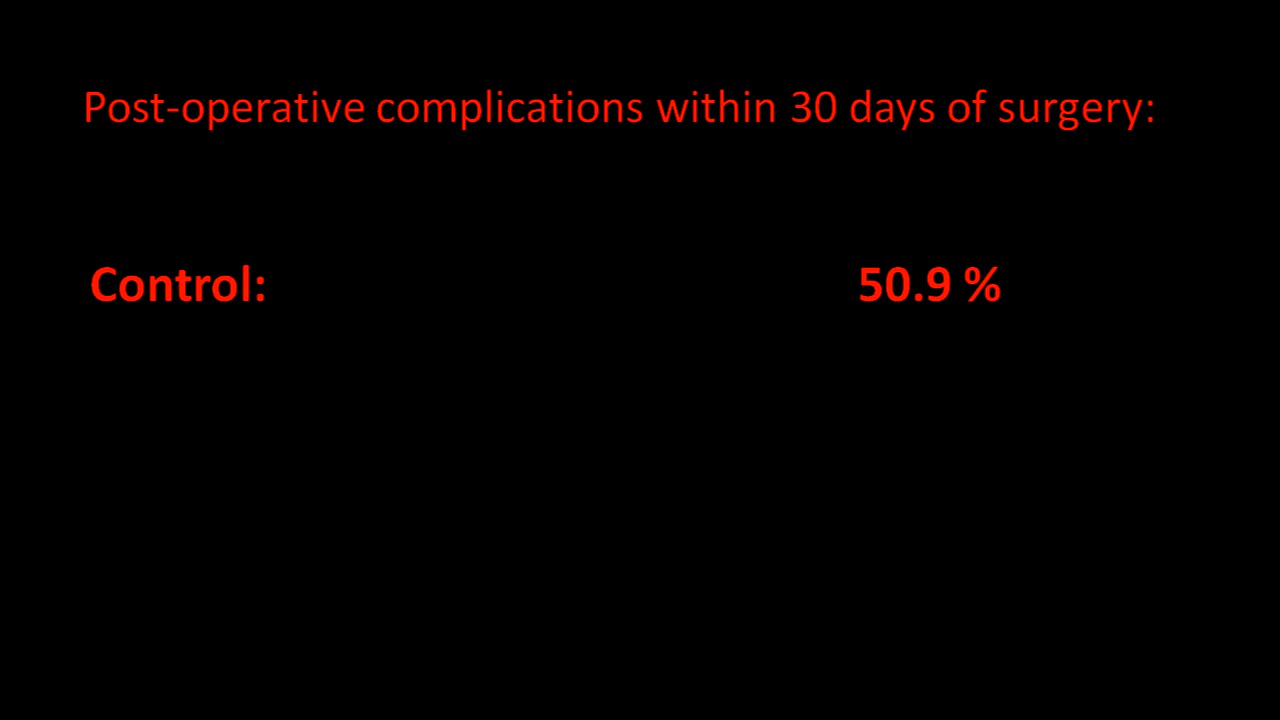 Post-operative complications within 30 days of surgery:
Control: 50.9 %